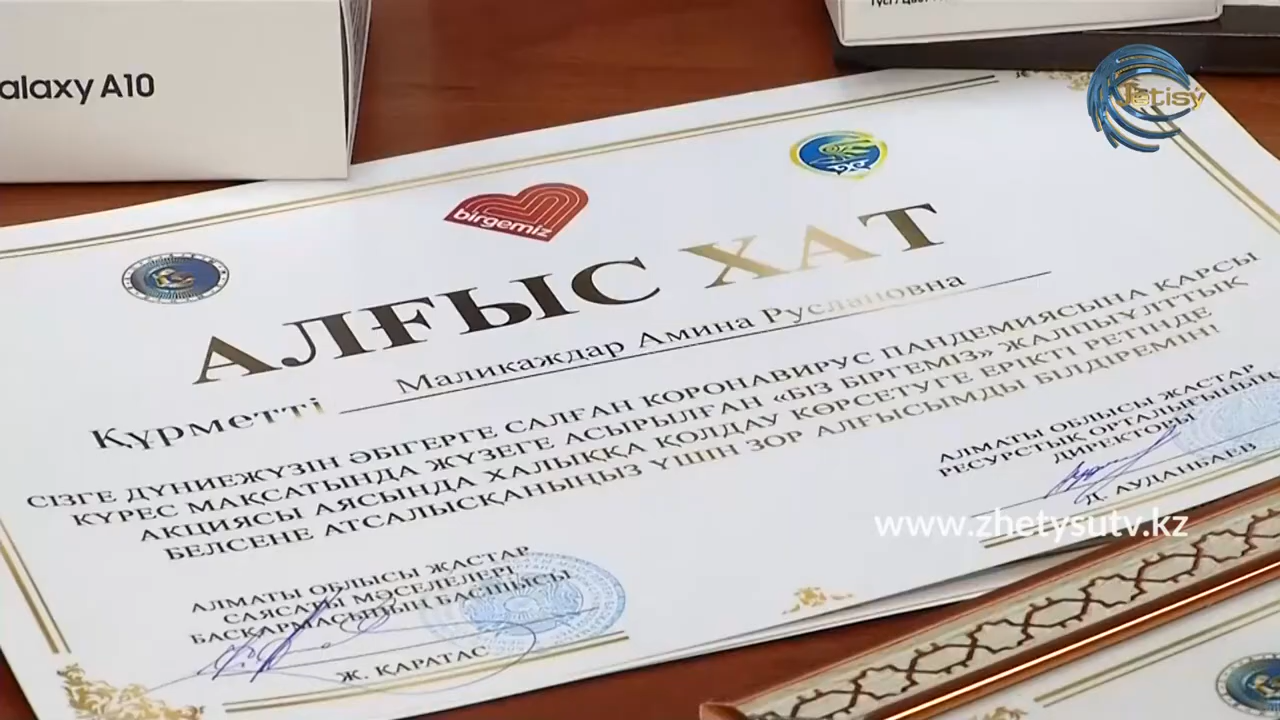 alaxy A10
Jetisy
birgemiz
АЛҒЫС ХАТ
Құрметті Маликаждар Амина Руслановна
СІЗГЕ ДҮНИЕЖҮЗІН ӘБІГЕРГЕ САЛҒАН КОРОНАВИРУС ПАНДЕМИЯСЫНА ҚАРСЫ
КҮРЕС МАҚСАТЫНДА ЖҮЗЕГЕ АСЫРЫЛҒАН «БІЗ БІРГЕМІЗ» ЖАЛПЫҰЛТТЫҚ
АКЦИЯСЫ АЯСЫНДА ХАЛЫҚҚА ҚОЛДАУ КӨРСЕТУГЕ ЕРІКТІ РЕТІНДЕ
БЕЛСЕНЕ АТСАЛЫСҚАНЫҢЫЗ ҮШІН ЗОР АЛҒЫСЫМДЫ БІЛДІРЕМІН!
АЛМАТЫ ОБЛЫСЫ ЖАСТАР
САЯСАТЫ МӘСЕЛЕЛЕРІ
БАСҚАРМАСЫНЫҢ БАСШЫСЫ
Ж. ҚАРАТАС
АЛМАТЫ ОБЛЫСЫ ЖАСТАР
РЕСУРСТЫҚ ОРТАЛЫҒЫНЫҢ
ДИРЕКТОРЫ
Д. АУДАНБАЕВ
www.zhetysutv.kz